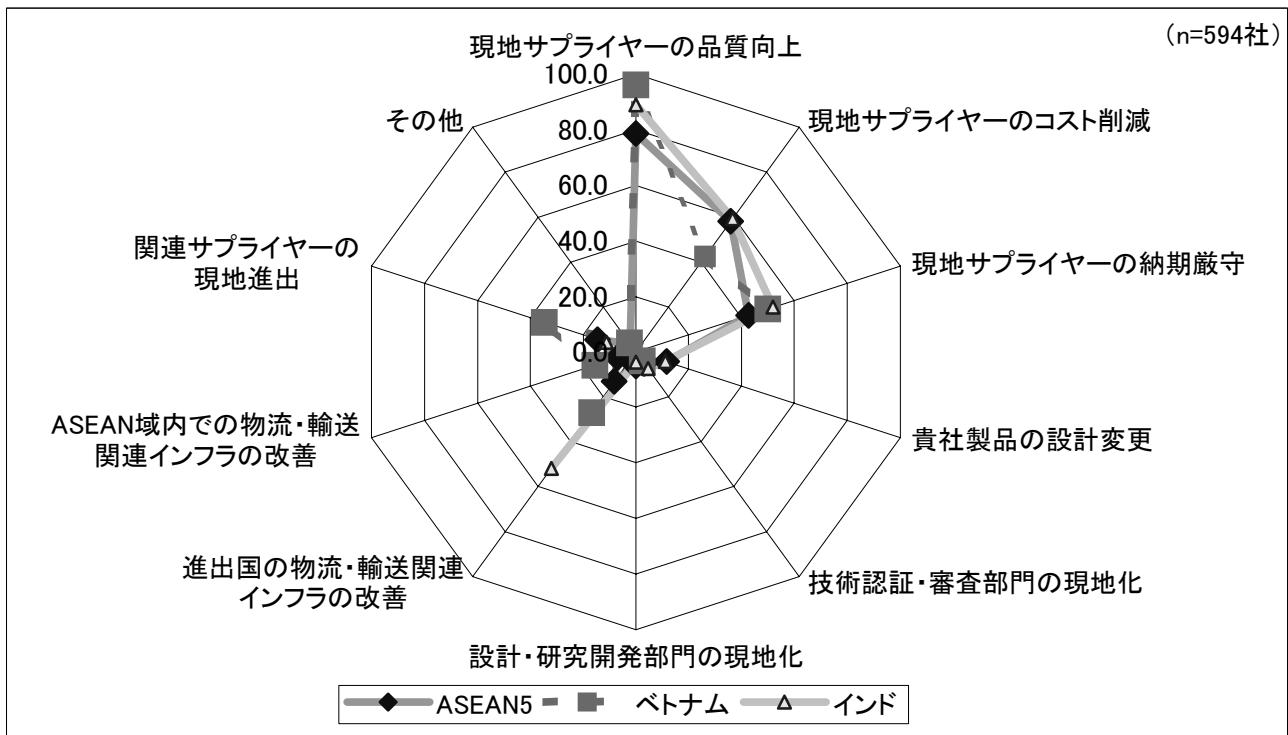 (n=594社)
現地サプライヤーの品質向上
100.0
その他
現地サプライヤーのコスト削減
80.0
60.0
関連サプライヤーの
現地進出
現地サプライヤーの納期厳守
40.0
20.0
0.0
ASEAN域内での物流・輸送
関連インフラの改善
貴社製品の設計変更
進出国の物流・輸送関連
インフラの改善
技術認証・審査部門の現地化
設計・研究開発部門の現地化
ASEAN5 ベトナム インド